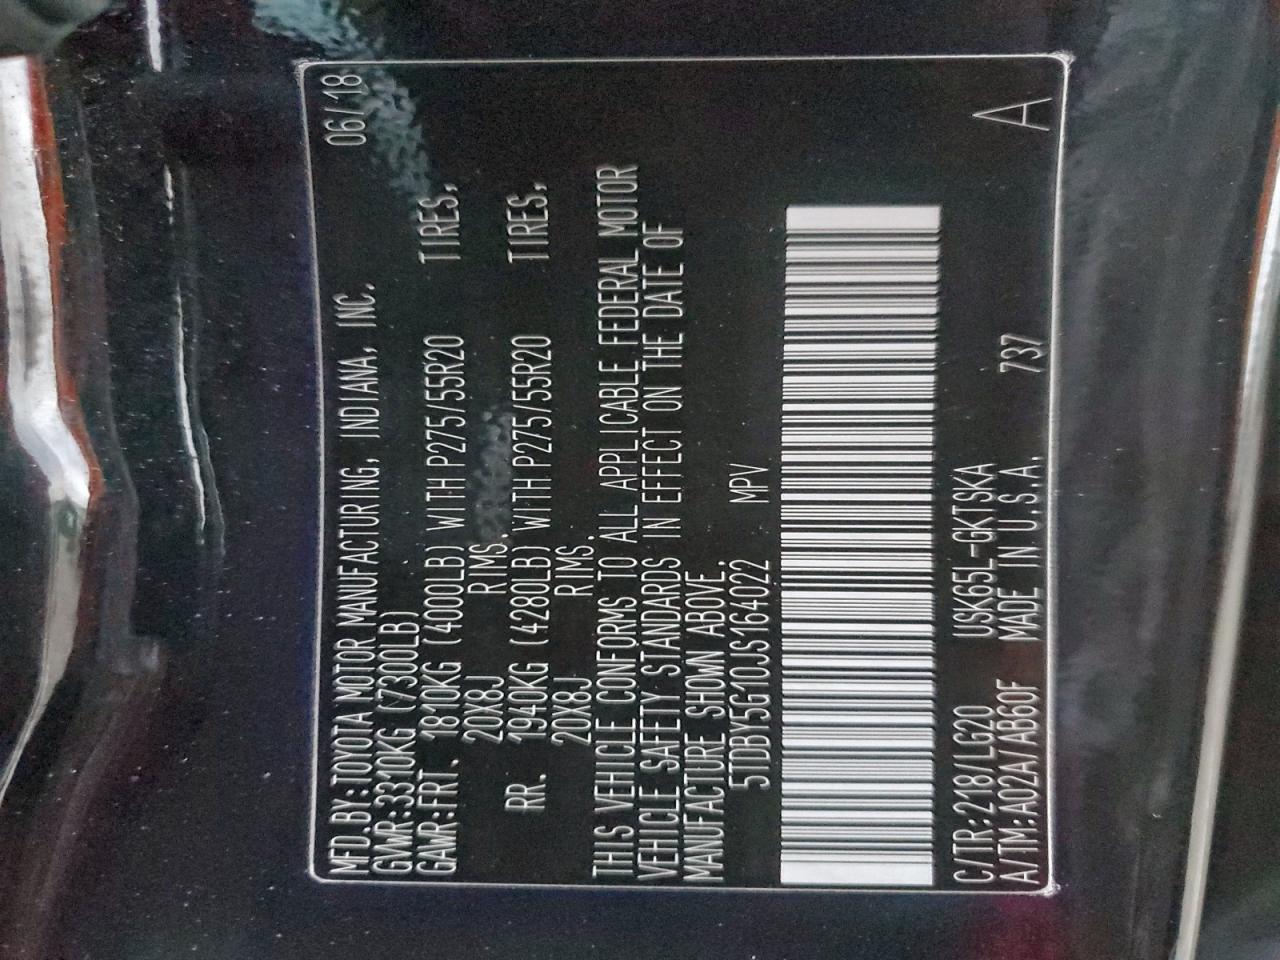 06/18
MFD.BY:TOYOTA MOTOR MANUFACTURING, INDIANA, INC.
GVWR:3310KG (7300LB)
GAWR:FRT. 1810KG (4000LB) WITH P275/55R20 TIRES,
20X8J RIMS.
RR. 1940KG (4280LB) WITH P275/55R20 TIRES,
20X8J RIMS.
THIS VEHICLE CONFORMS TO ALL APPLICABLE FEDERAL MOTOR
VEHICLE SAFETY STANDARDS IN EFFECT ON THE DATE OF
MANUFACTURE SHOWN ABOVE.
5TDBY5G10JS164022 MPV
C/TR:218/LG20 USK65L-GKTSKA
A/TM:A02A/AB60F MADE IN U.S.A. 737
A